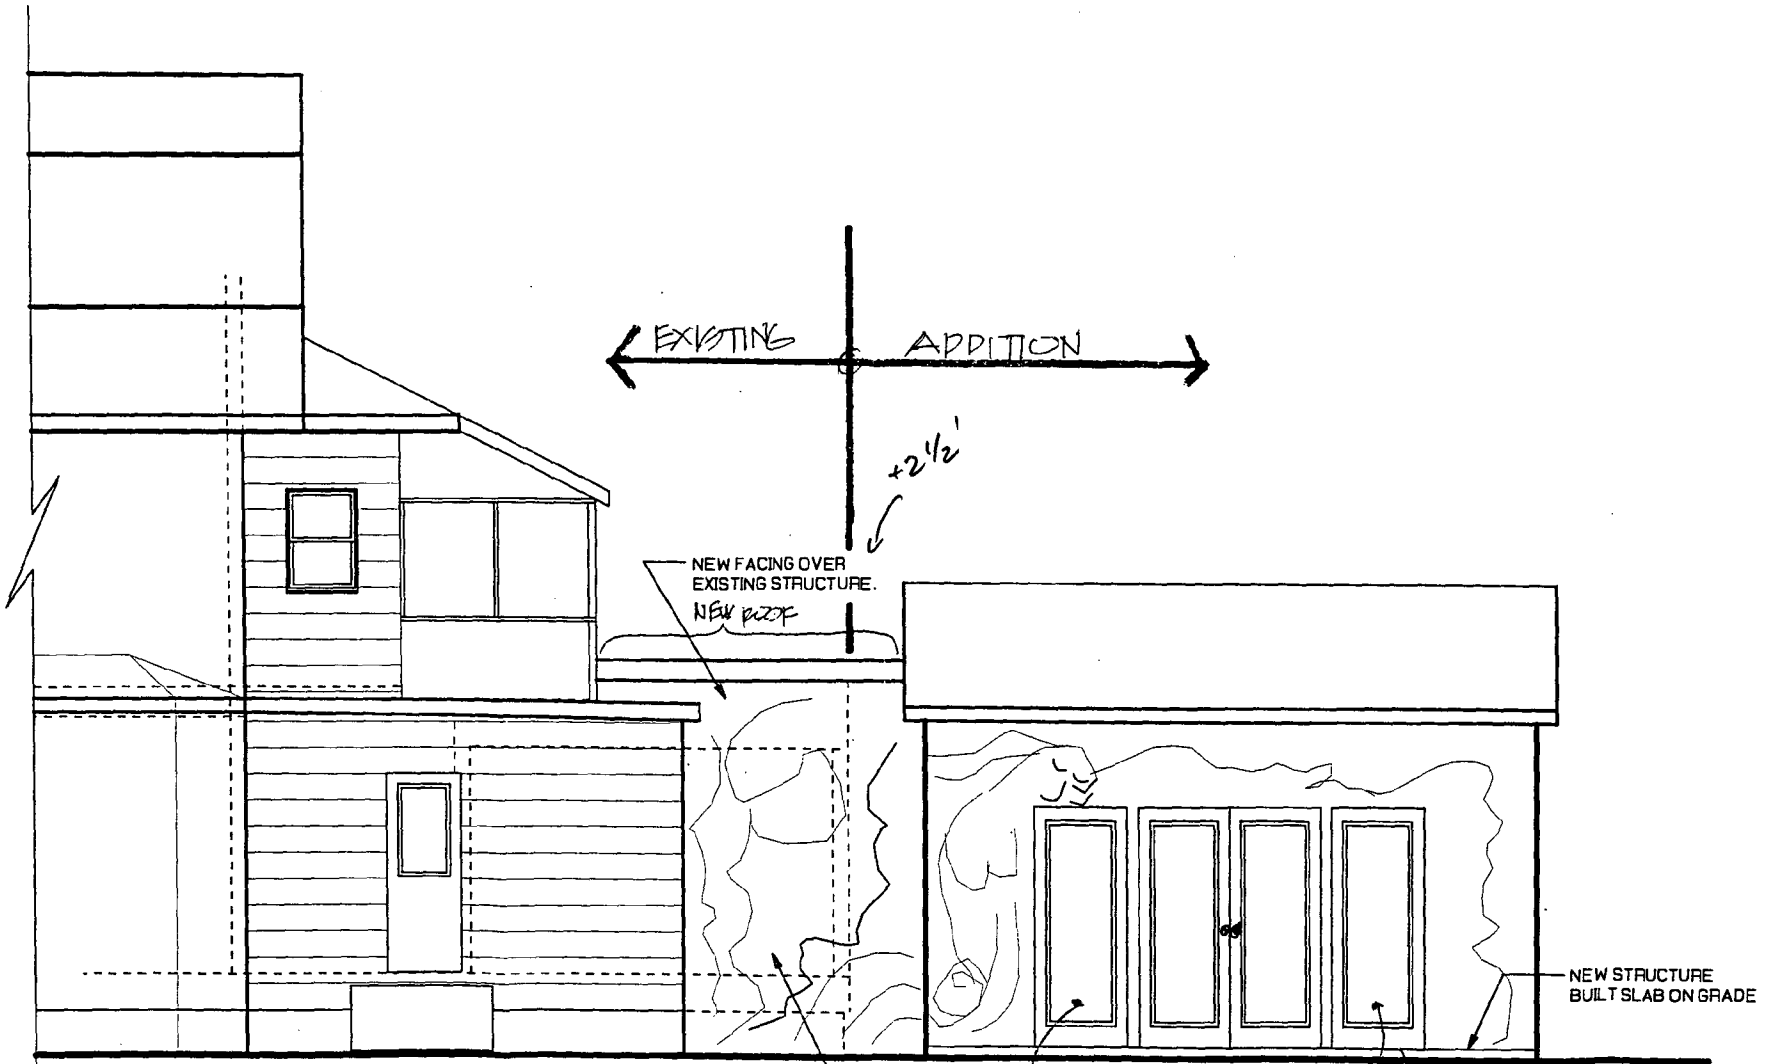 EXISTING
ADDITION
+2 1/2'
NEW FACING OVER
EXISTING STRUCTURE.
NEW ROOF
NEW STRUCTURE
BUILT SLAB ON GRADE